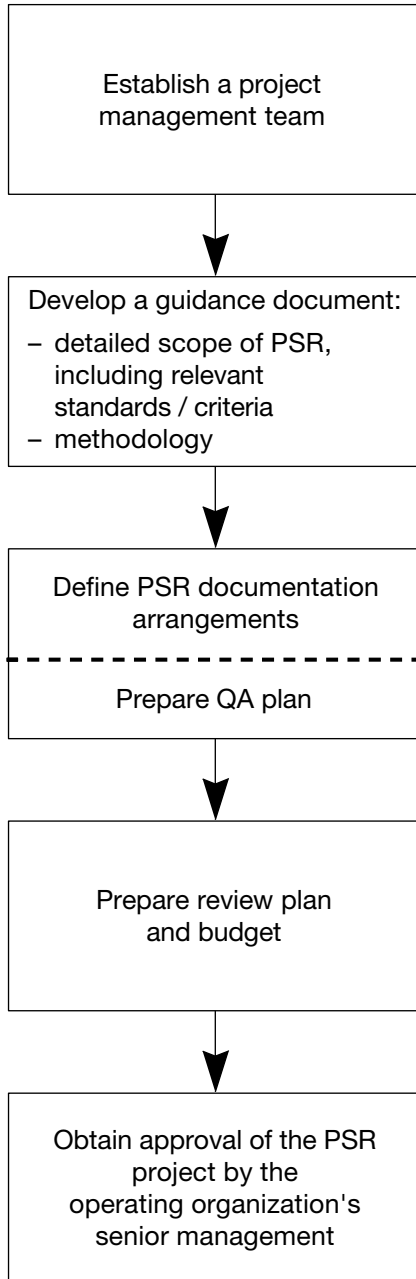 Establish a project
management team
Develop a guidance document:
– detailed scope of PSR,
including relevant
standards / criteria
– methodology
Define PSR documentation
arrangements
Prepare QA plan
Prepare review plan
and budget
Obtain approval of the PSR
project by the
operating organization's
senior management